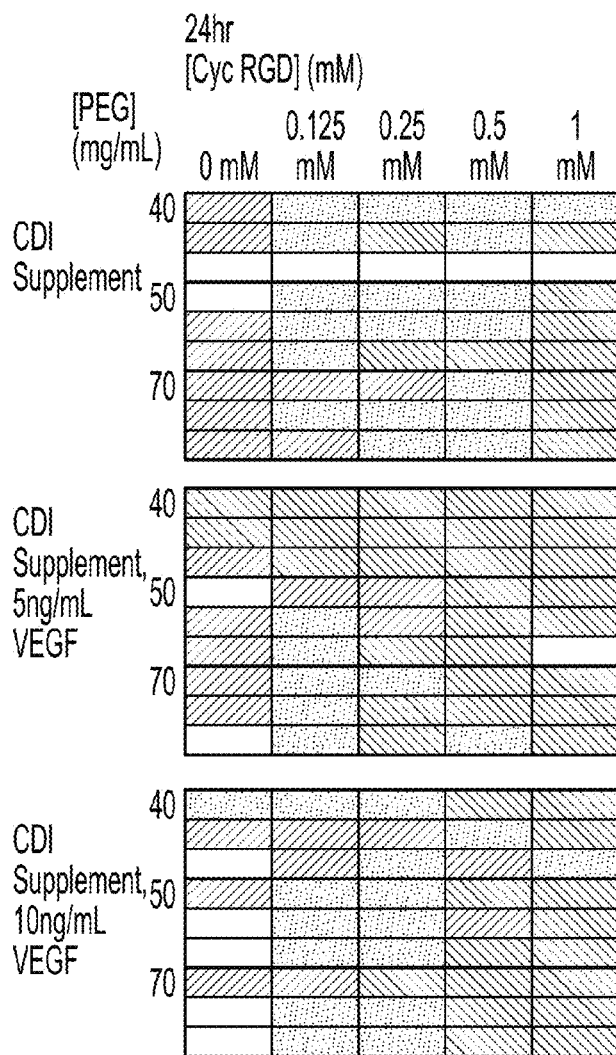 24hr
[Cyc RGD] (mM)
[PEG]
(mg/mL)
0 mM
0.125
mM
0.25
mM
0.5
mM
1
mM
CDI
Supplement
40
50
70
CDI
Supplement,
5ng/mL
VEGF
40
50
70
CDI
Supplement,
10ng/mL
VEGF
40
50
70